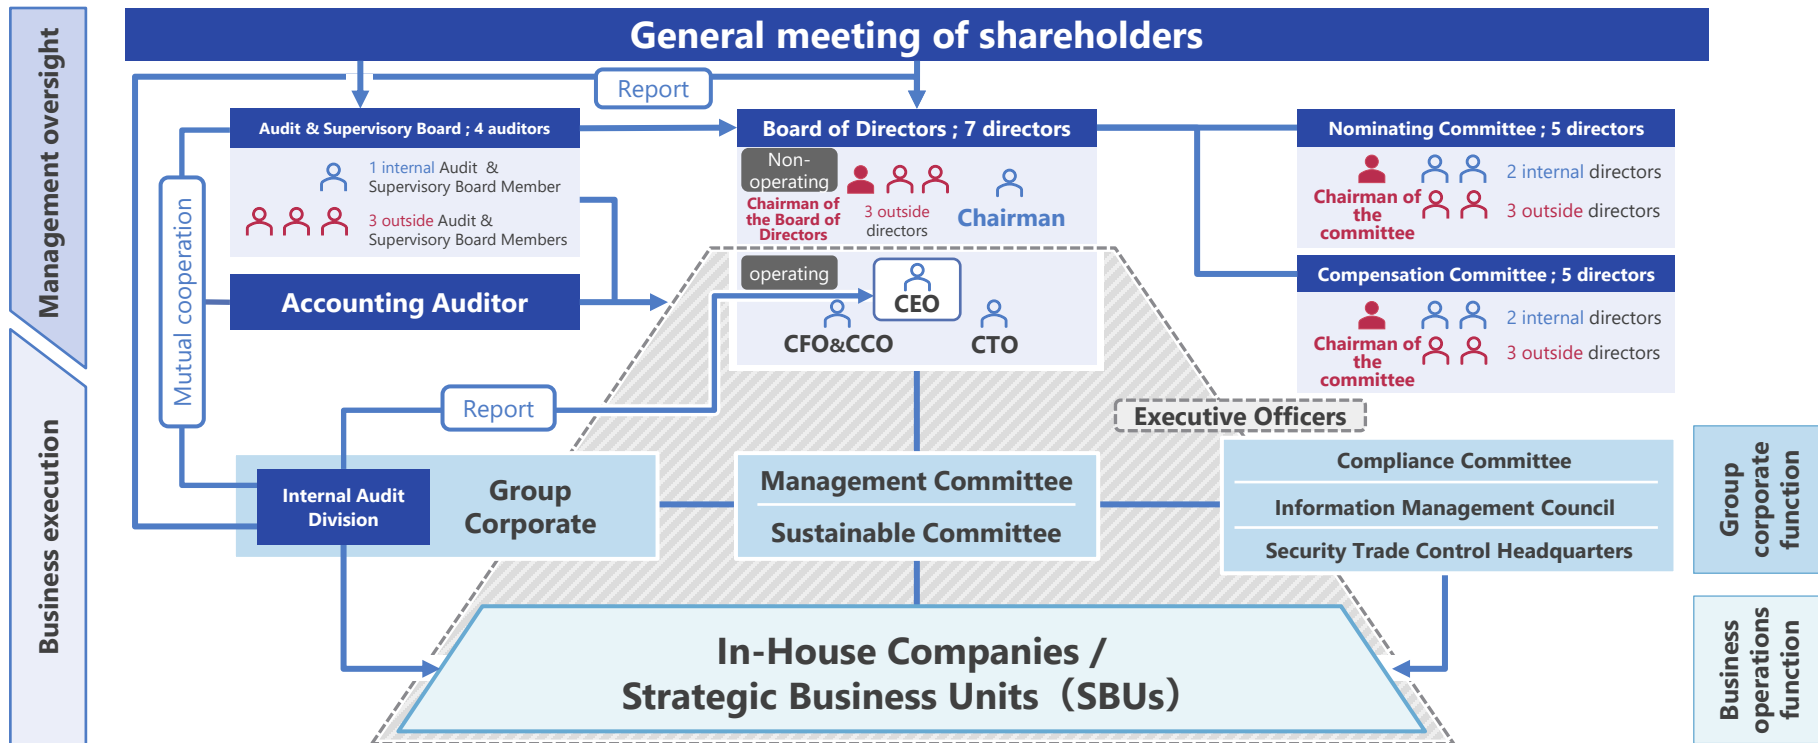 General meeting of shareholders
Management oversight
Business execution
Report
Audit & Supervisory Board ; 4 auditors
1 internal Audit &
Supervisory Board Member
3 outside Audit &
Supervisory Board Members
Mutual cooperation
Accounting Auditor
Board of Directors ; 7 directors
Non-
operating
Chairman of
the Board of
Directors
3 outside
directors
Chairman
operating
CEO
CFO&CCO
CTO
Nominating Committee ; 5 directors
Chairman of
the
committee
2 internal directors
3 outside directors
Compensation Committee ; 5 directors
Chairman of
the
committee
2 internal directors
3 outside directors
Report
Executive Officers
Internal Audit
Division
Group
Corporate
Management Committee
Sustainable Committee
Compliance Committee
Information Management Council
Security Trade Control Headquarters
Group
corporate
function
In-House Companies /
Strategic Business Units（SBUs）
Business
operations
function